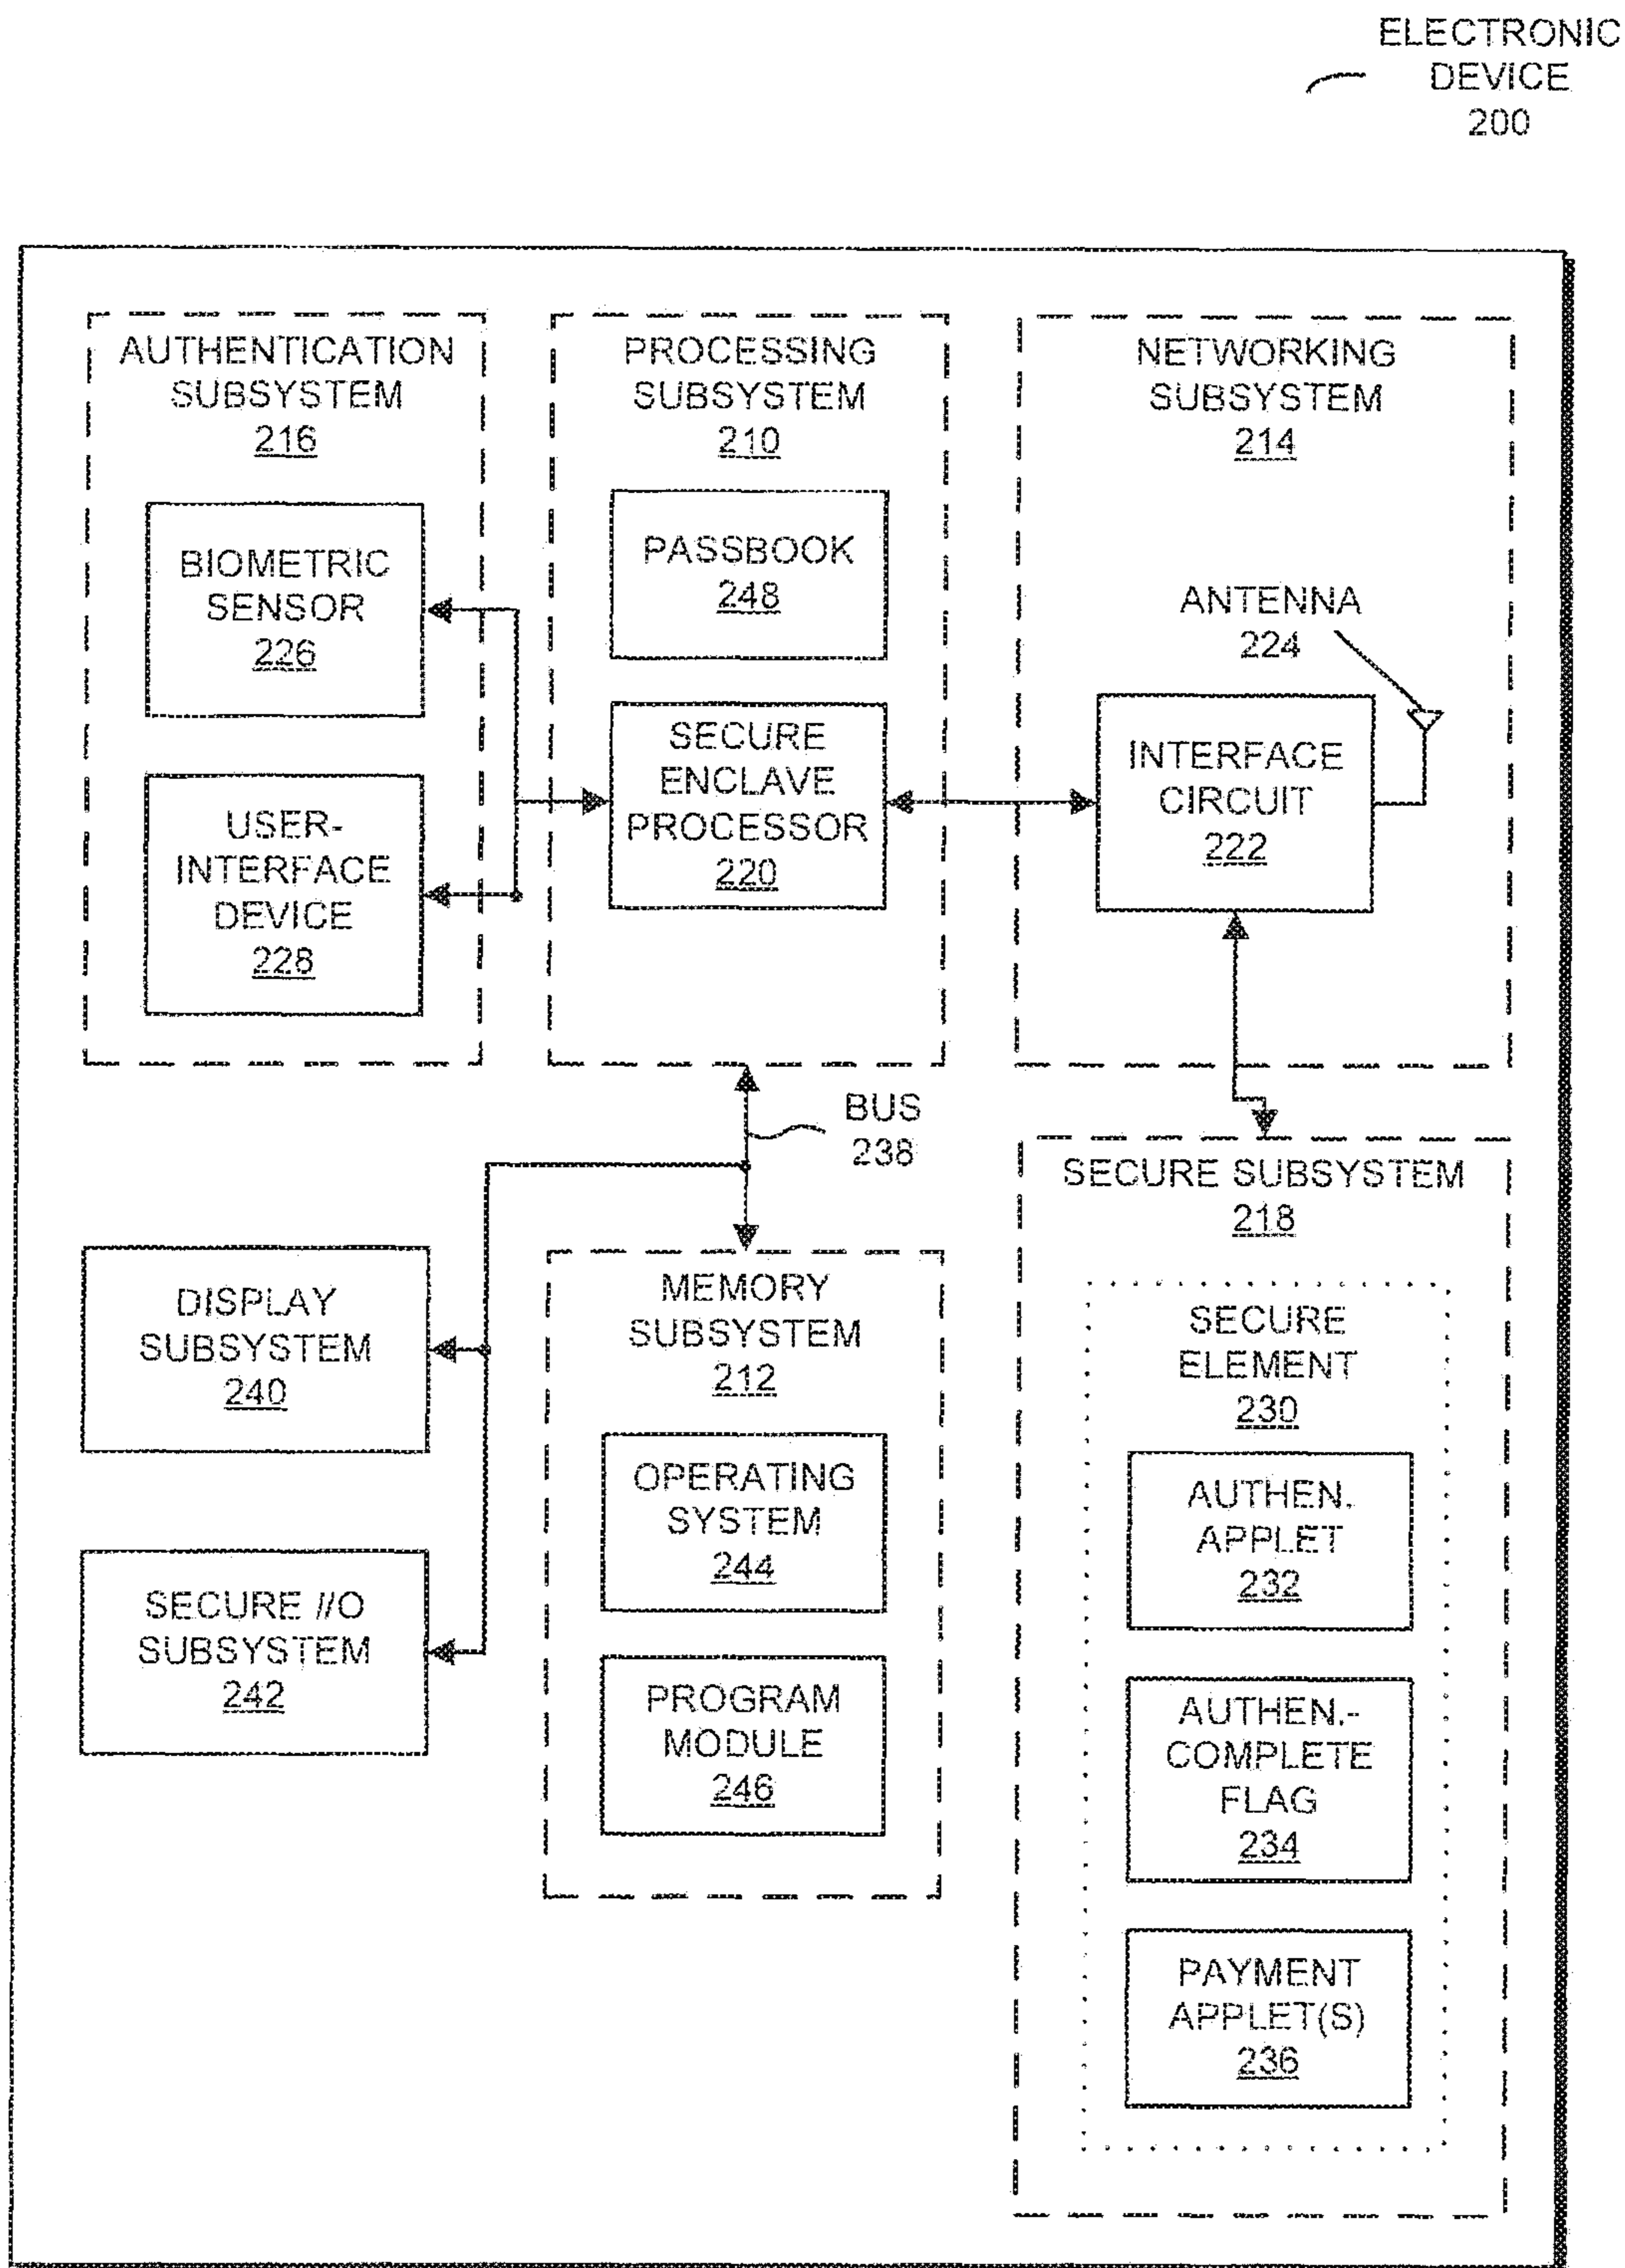 ELECTRONIC
DEVICE
200
AUTHENTICATION
SUBSYSTEM
216
BIOMETRIC
SENSOR
226
USER-
INTERFACE
DEVICE
228
PROCESSING
SUBSYSTEM
210
PASSBOOK
248
SECURE
ENCLAVE
PROCESSOR
220
NETWORKING
SUBSYSTEM
214
ANTENNA
224
INTERFACE
CIRCUIT
222
BUS
238
DISPLAY
SUBSYSTEM
240
SECURE I/O
SUBSYSTEM
242
MEMORY
SUBSYSTEM
212
OPERATING
SYSTEM
244
PROGRAM
MODULE
246
SECURE SUBSYSTEM
218
SECURE
ELEMENT
230
AUTHEN.
APPLET
232
AUTHEN.-
COMPLETE
FLAG
234
PAYMENT
APPLET(S)
236